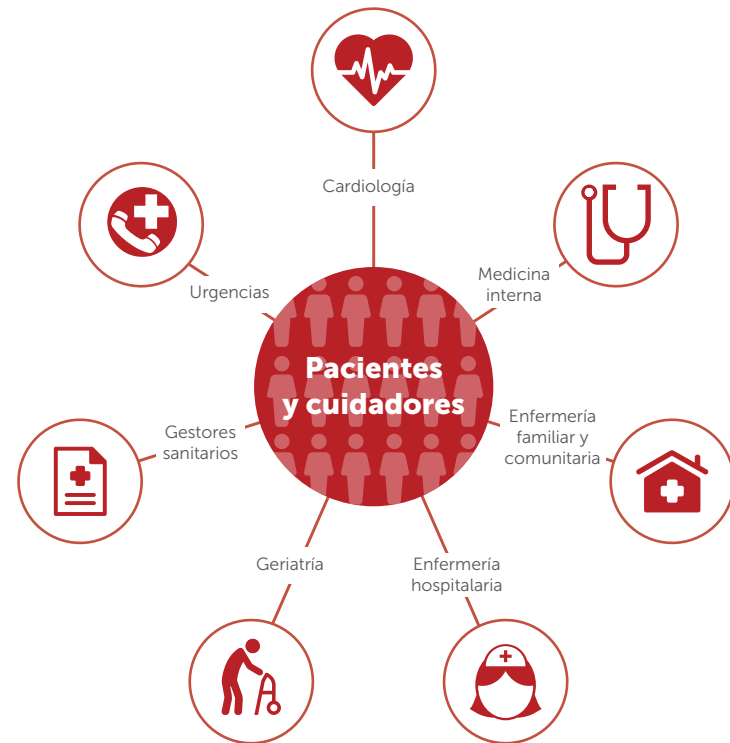 Cardiología
Medicina
interna
Urgencias
Pacientes
y cuidadores
Enfermería
familiar y
comunitaria
Gestores
sanitarios
Geriatría
Enfermería
hospitalaria